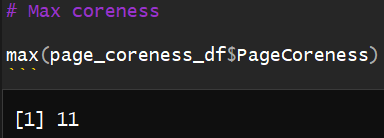 # Max coreness
max(page_coreness_df$PageCoreness)
```
[1] 11